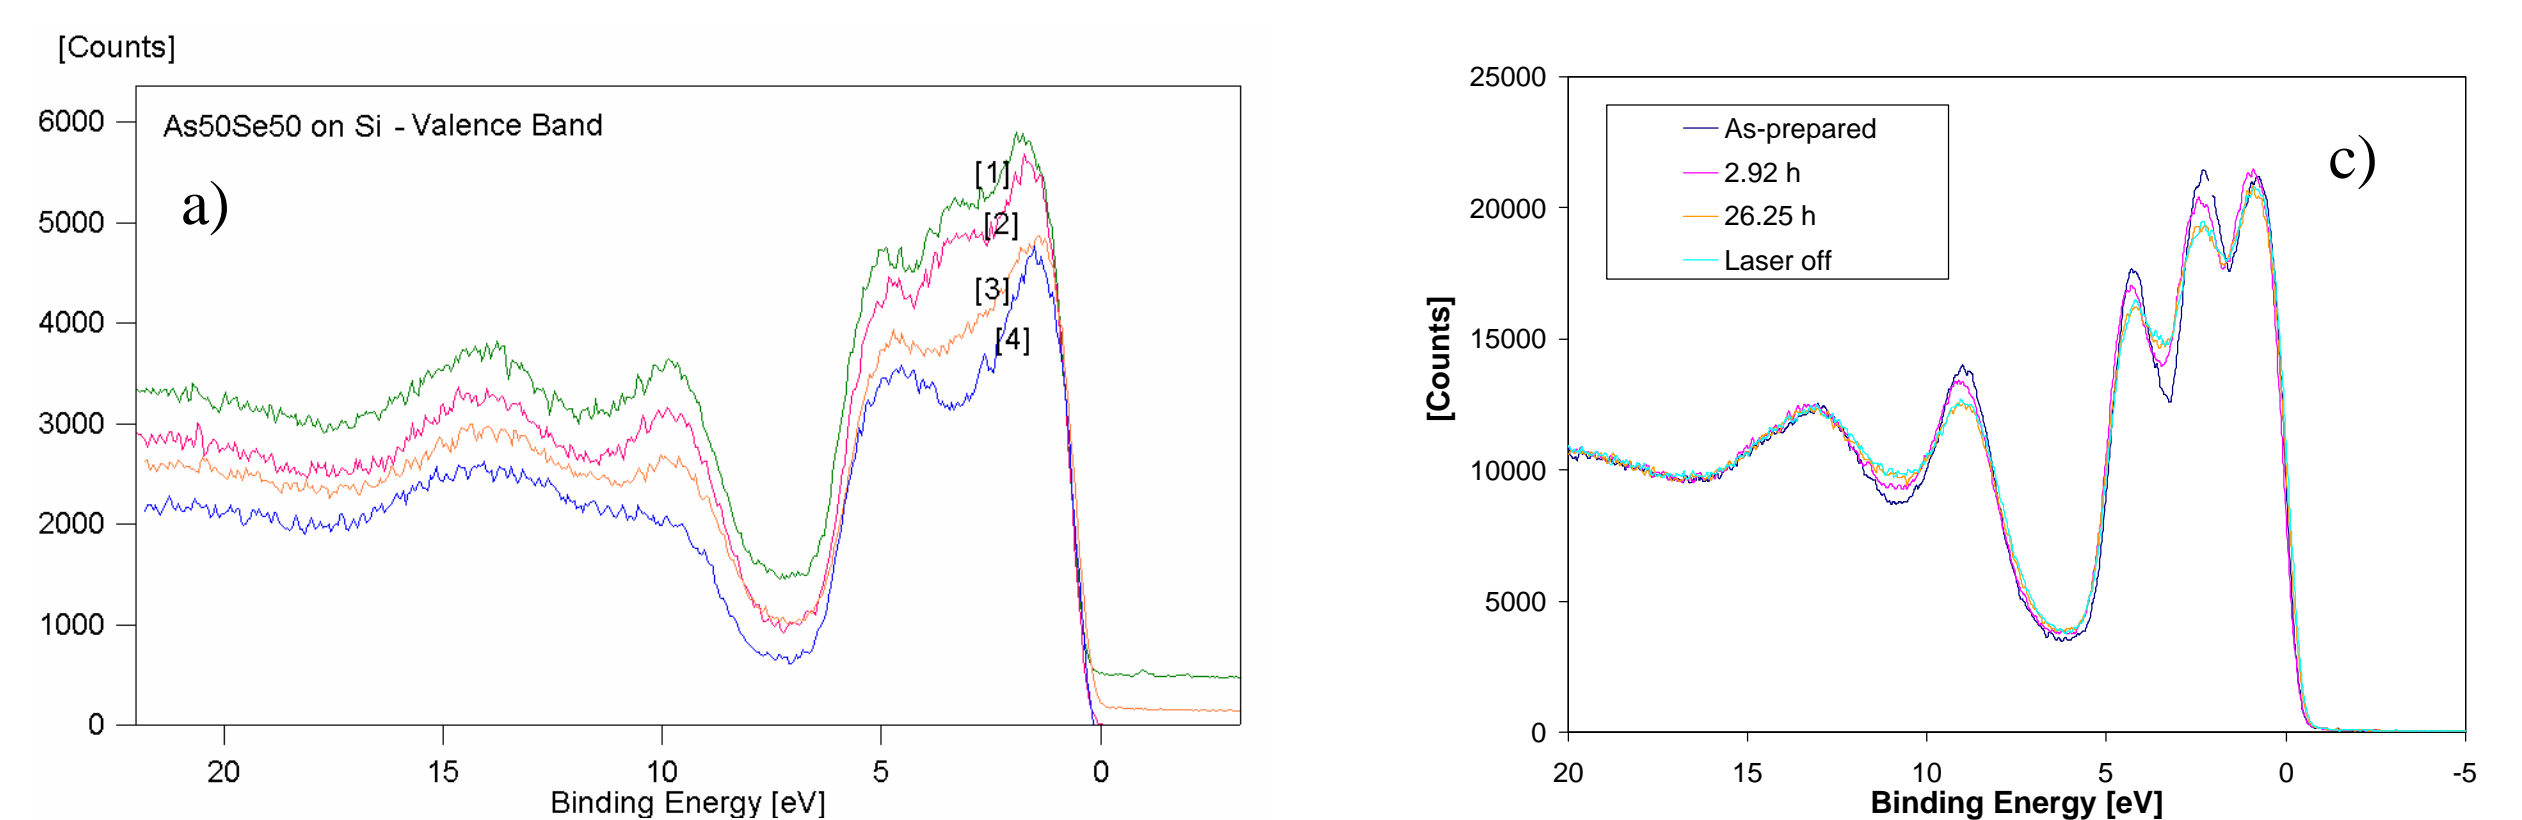 [Counts]
As50Se50 on Si - Valence Band
a)
6000
5000
4000
3000
2000
1000
0
[1]
[2]
[3]
[4]
20 15 10 5 0
Binding Energy [eV]
c)
As-prepared
2.92 h
26.25 h
Laser off
[Counts]
25000
20000
15000
10000
5000
0
20 15 10 5 0 -5
Binding Energy [eV]